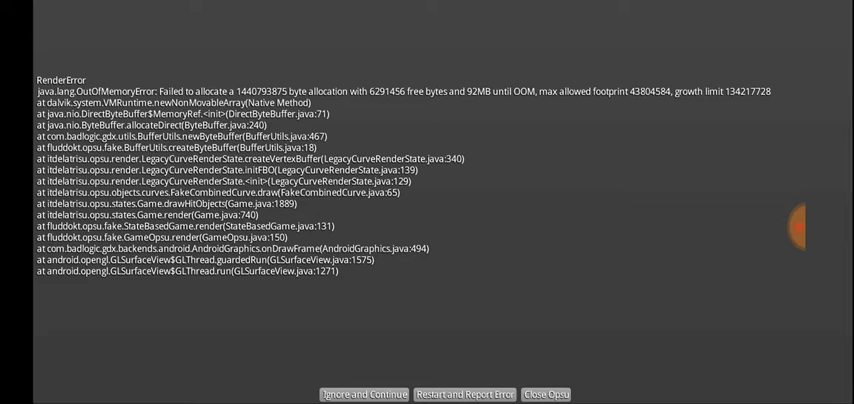 RenderError
java.lang.OutOfMemoryError: Failed to allocate a 1440793875 byte allocation with 6291456 free bytes and 92MB until OOM, max allowed footprint 43804584, growth limit 134217728
at dalvik.system.VMRuntime.newNonMovableArray(Native Method)
at java.nio.DirectByteBuffer$MemoryRef.<init>(DirectByteBuffer.java:71)
at java.nio.ByteBuffer.allocateDirect(ByteBuffer.java:240)
at com.badlogic.gdx.utils.BufferUtils.newByteBuffer(BufferUtils.java:467)
at fluddokt.opsu.fake.BufferUtils.createByteBuffer(BufferUtils.java:18)
at itdelatrisu.opsu.render.LegacyCurveRenderState.createVertexBuffer(LegacyCurveRenderState.java:340)
at itdelatrisu.opsu.render.LegacyCurveRenderState.initFBO(LegacyCurveRenderState.java:139)
at itdelatrisu.opsu.render.LegacyCurveRenderState.<init>(LegacyCurveRenderState.java:129)
at itdelatrisu.opsu.objects.curves.FakeCombinedCurve.draw(FakeCombinedCurve.java:65)
at itdelatrisu.opsu.states.Game.drawHitObjects(Game.java:1889)
at itdelatrisu.opsu.states.Game.render(Game.java:740)
at fluddokt.opsu.fake.StateBasedGame.render(StateBasedGame.java:131)
at fluddokt.opsu.fake.GameOpsu.render(GameOpsu.java:150)
at com.badlogic.gdx.backends.android.AndroidGraphics.onDrawFrame(AndroidGraphics.java:494)
at android.opengl.GLSurfaceView$GLThread.guardedRun(GLSurfaceView.java:1575)
at android.opengl.GLSurfaceView$GLThread.run(GLSurfaceView.java:1271)
Ignore and Continue Restart and Report Error Close Opsu